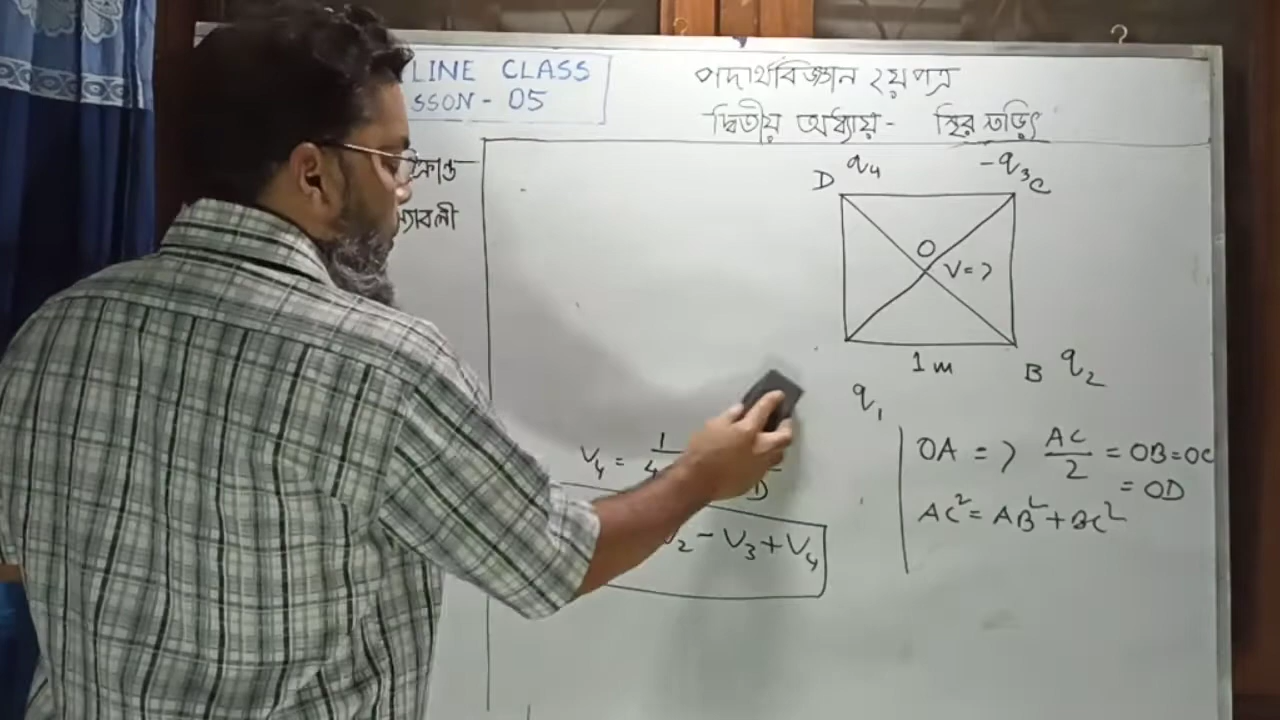 LINE CLASS
SSON - 05
পদার্থবিজ্ঞান ২য় পত্র
দ্বিতীয় অধ্যায় - স্থির তড়িৎ
D q₄ -q₃ C
O
V = ?
1 m
B q₂
q₁
V₄ = 1
4
D
V₂ - V₃ + V₄
OA = ? AC/2 = OB = OC
= OD
AC² = AB² + BC²